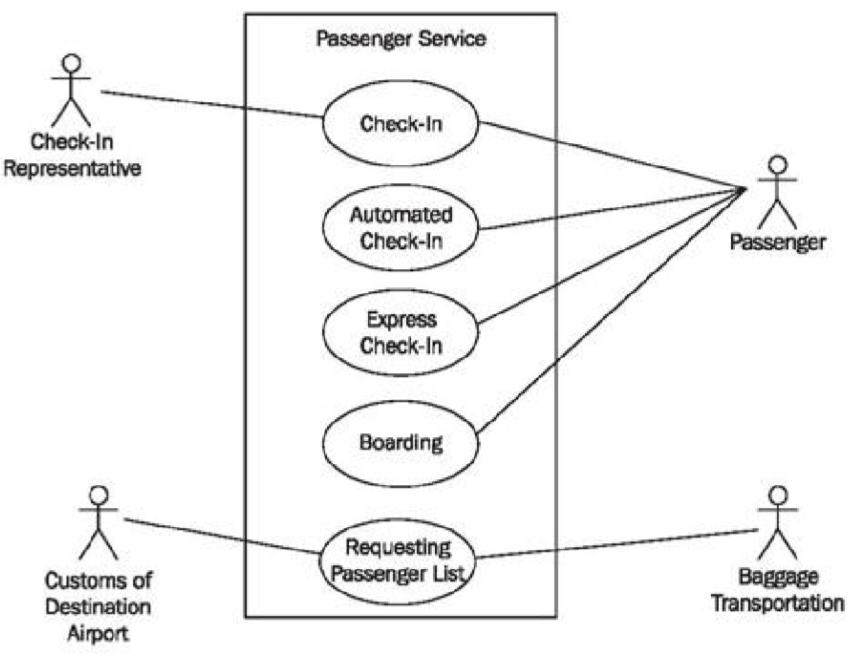 Passenger Service
Check-In
Check-In
Representative
Automated
Check-In
Passenger
Express
Check-In
Boarding
Requesting
Passenger List
Customs of
Destination
Airport
Baggage
Transportation